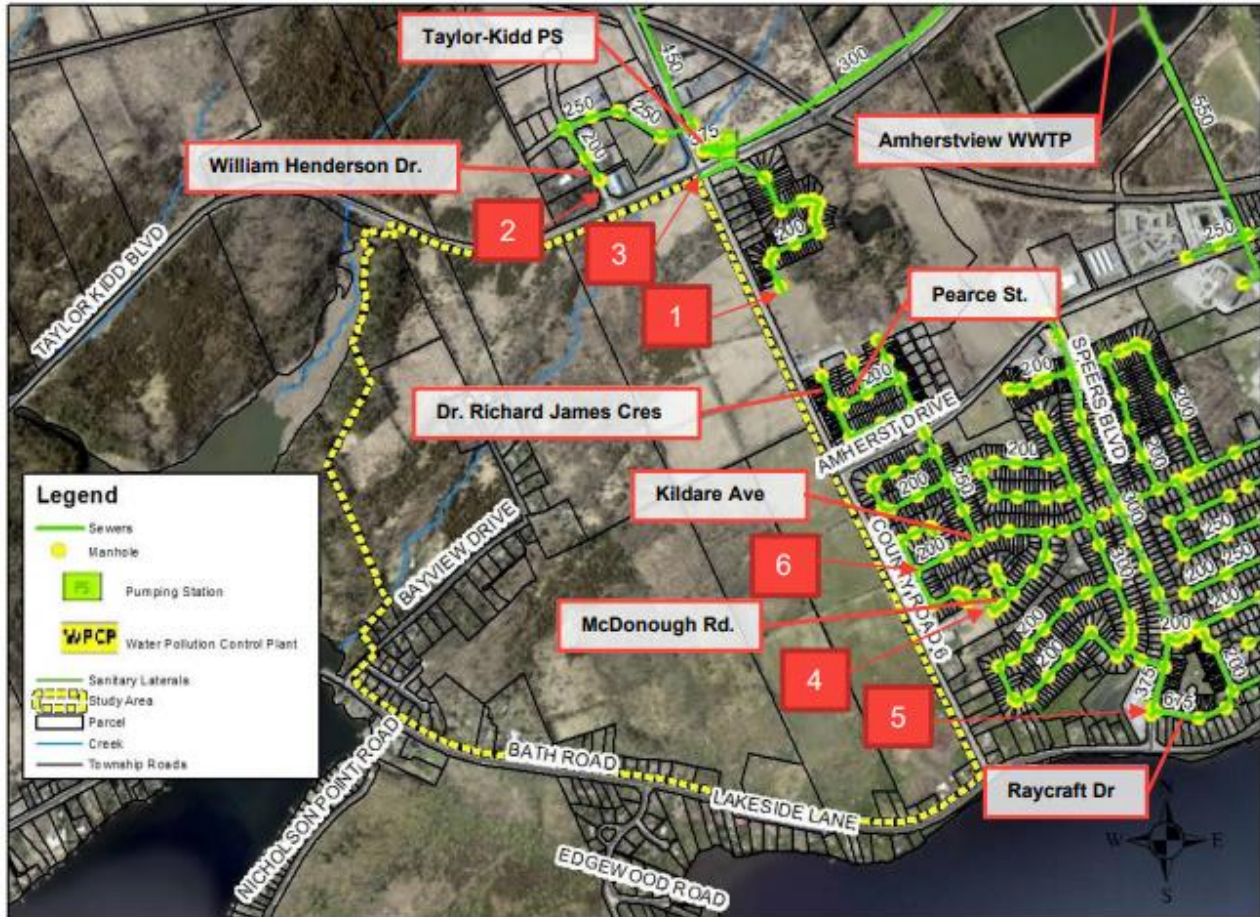 Taylor-Kidd PS
450
300
550
250
250
375
200
William Henderson Dr.
Amherstview WWTP
2
3
1
200
250
TAYLOR KIDD BLVD
Pearce St.
200
200
SPEERS BLVD
200
Dr. Richard James Cres
AMHERST DRIVE
200
Kildare Ave
200
250
200
300
250
250
COUNTY ROAD 6
6
300
BAYVIEW DRIVE
McDonough Rd.
200
200
200
200
4
375
675
5
BATH ROAD
LAKESIDE LANE
Raycraft Dr
NICHOLSON POINT ROAD
EDGEWOOD ROAD
Legend
Sewers
Manhole
PS
Pumping Station
WPCP
Water Pollution Control Plant
Sanitary Laterals
Study Area
Parcel
Creek
Township Roads
N
W E
S